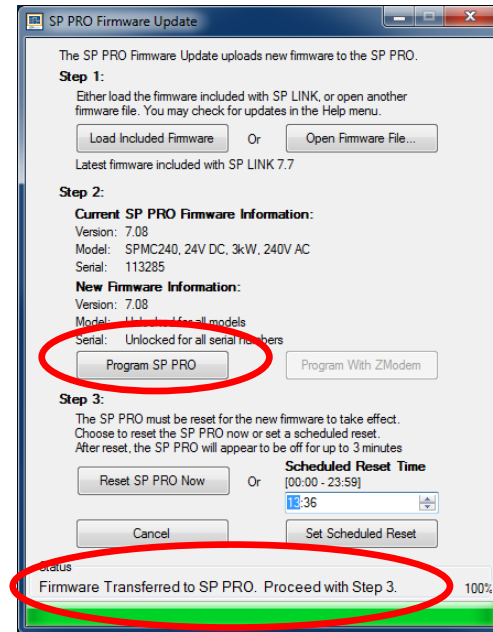 SP PRO Firmware Update
The SP PRO Firmware Update uploads new firmware to the SP PRO.
Step 1:
Either load the firmware included with SP LINK, or open another
firmware file. You may check for updates in the Help menu.
Load Included Firmware Or Open Firmware File...
Latest firmware included with SP LINK 7.7
Step 2:
Current SP PRO Firmware Information:
Version: 7.08
Model: SPMC240, 24V DC, 3kW, 240V AC
Serial: 113285
New Firmware Information:
Version: 7.08
Model: Unlocked for all models
Serial: Unlocked for all serial numbers
Program SP PRO Program With ZModem
Step 3:
The SP PRO must be reset for the new firmware to take effect.
Choose to reset the SP PRO now or set a scheduled reset.
After reset, the SP PRO will appear to be off for up to 3 minutes
Scheduled Reset Time
Reset SP PRO Now Or [00:00 - 23:59]
13:36
Cancel Set Scheduled Reset
Status
Firmware Transferred to SP PRO. Proceed with Step 3. 100%